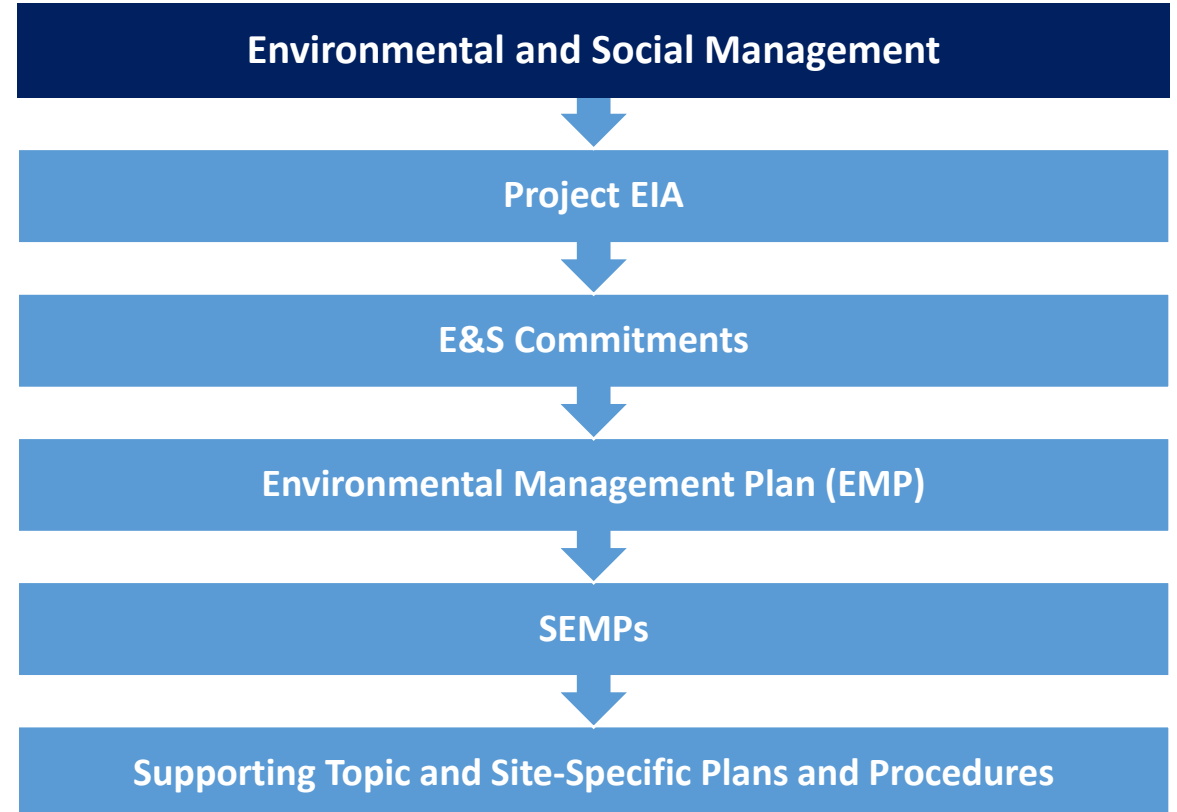 Environmental and Social Management
Project EIA
E&S Commitments
Environmental Management Plan (EMP)
SEMPs
Supporting Topic and Site-Specific Plans and Procedures